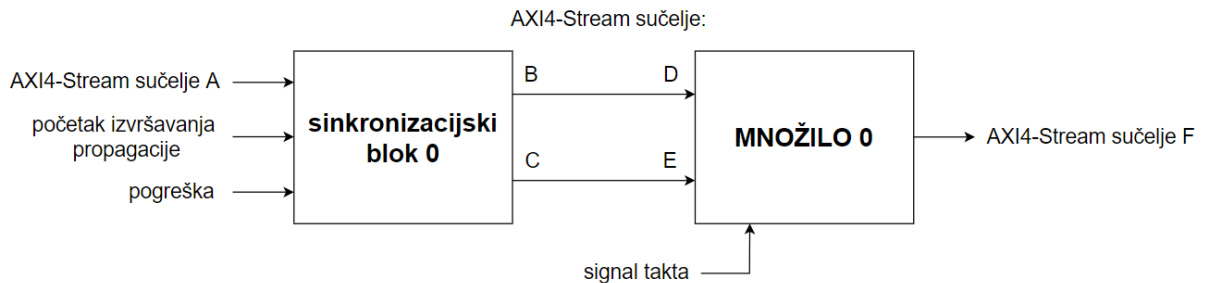 AXI4-Stream sučelje:
AXI4-Stream sučelje A
početak izvršavanja
propagacije
pogreška
sinkronizacijski
blok 0
B
D
C
E
MNOŽILO 0
AXI4-Stream sučelje F
signal takta